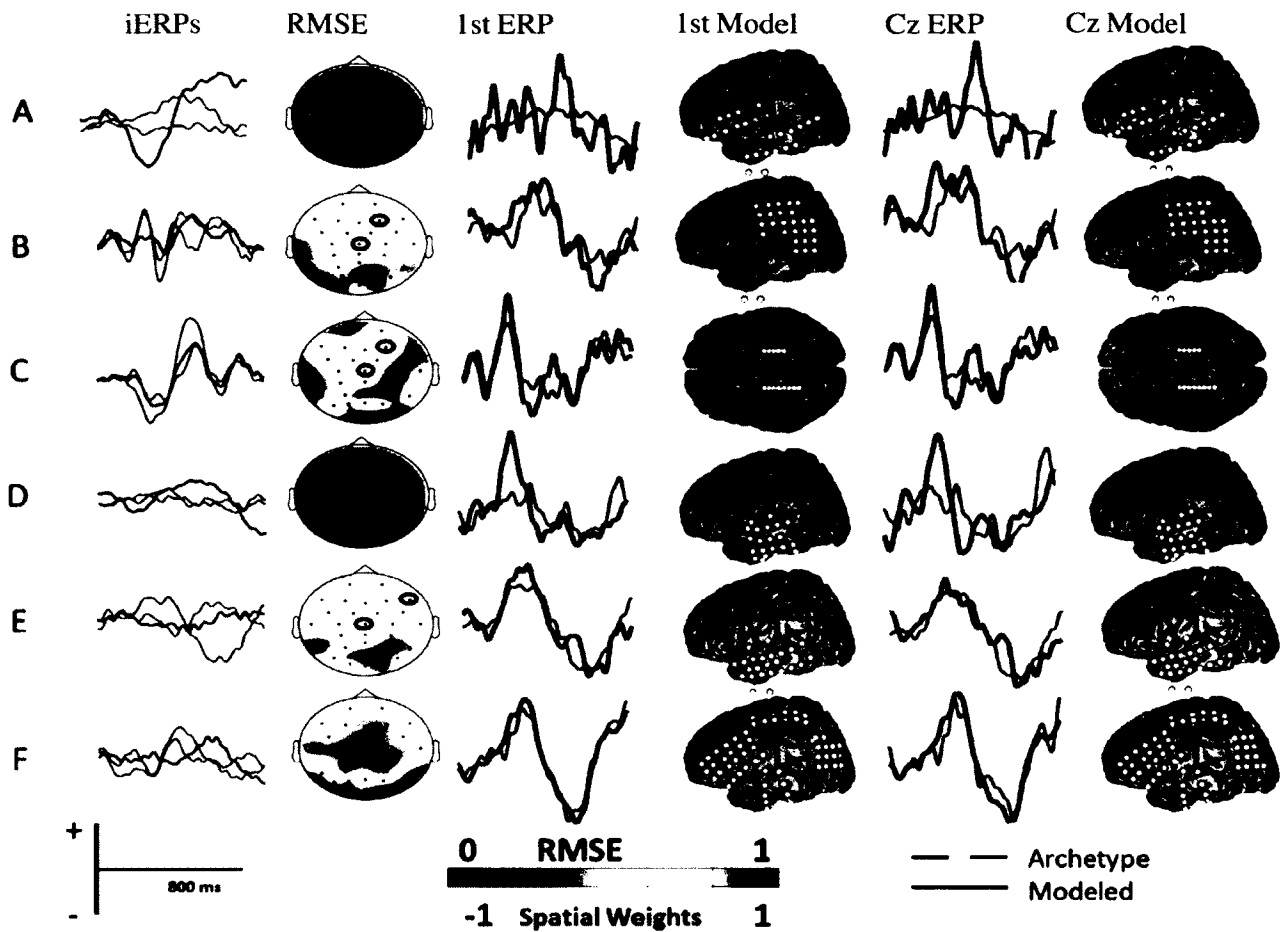 iERPs RMSE 1st ERP 1st Model Cz ERP Cz Model
A
B
C
D
E
F
+
-
800 ms
0 RMSE 1
-1 Spatial Weights 1
Archetype
Modeled